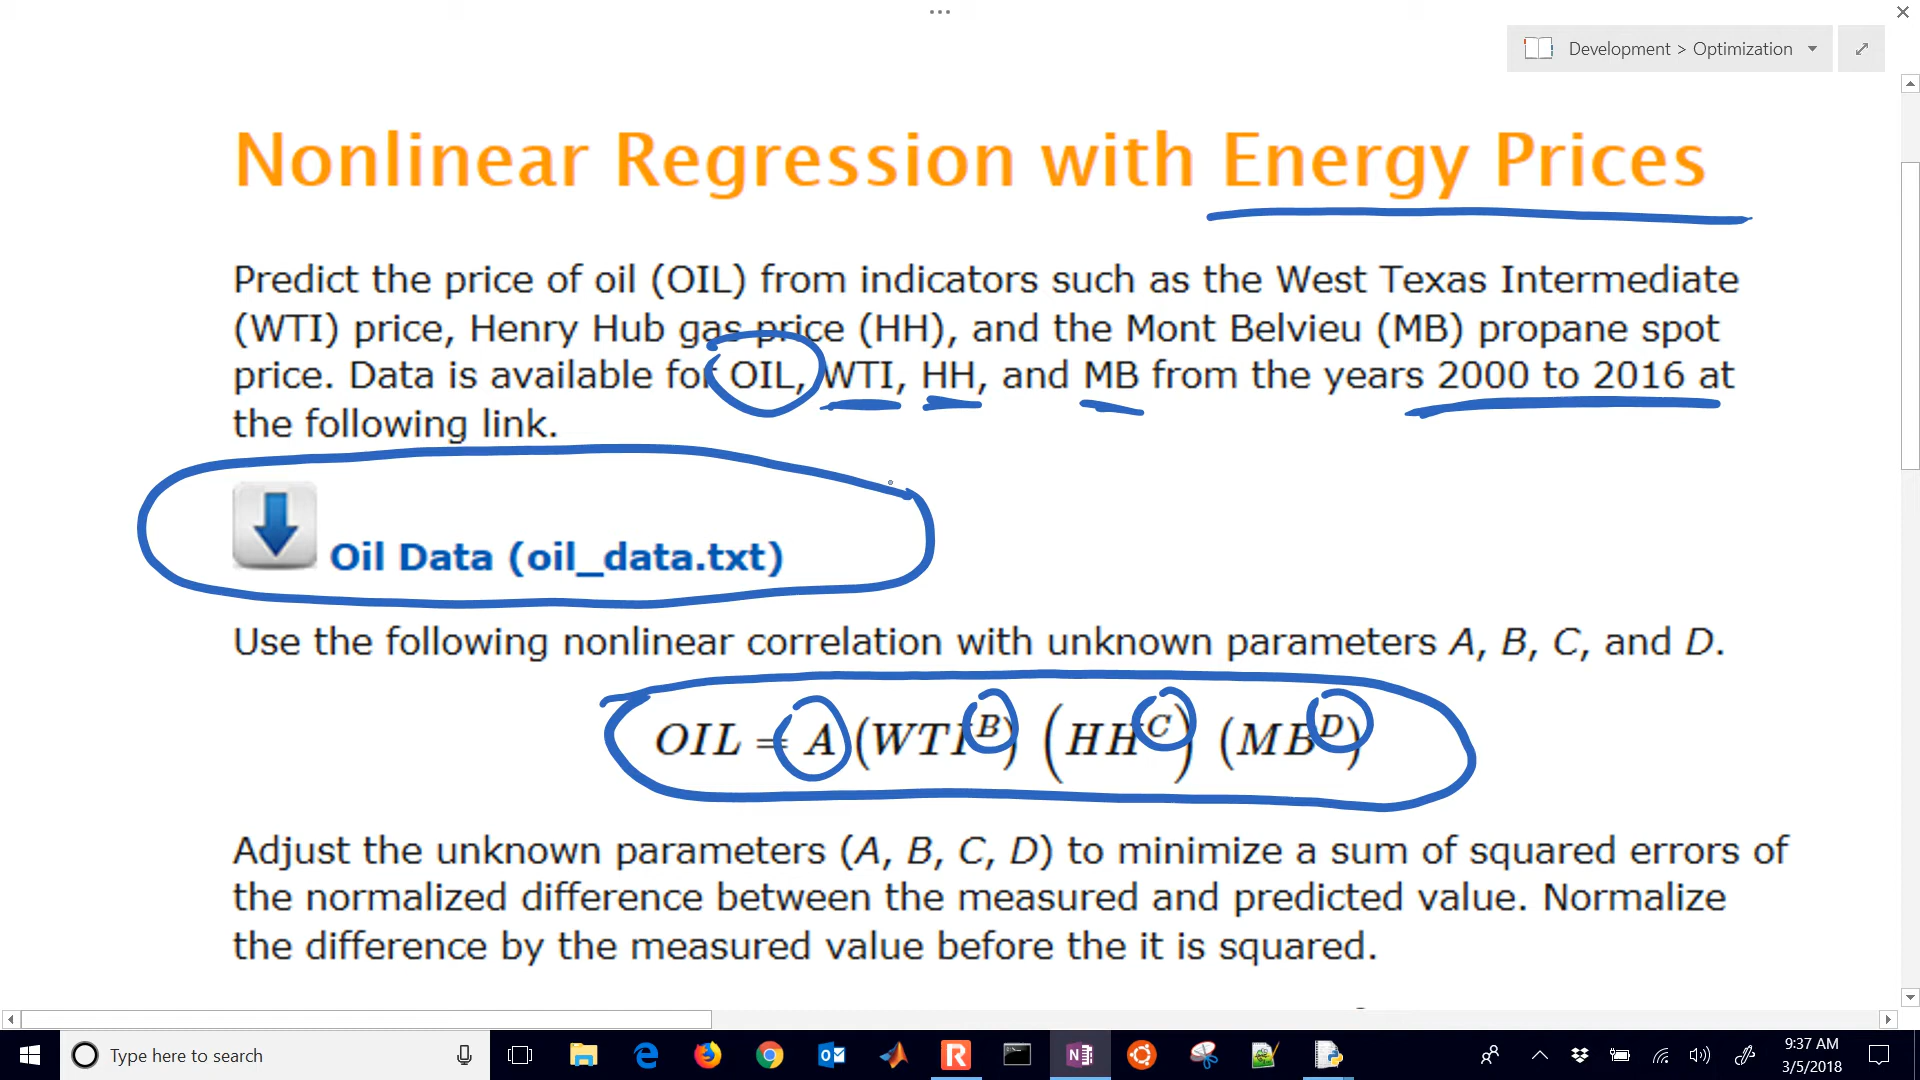 Development > Optimization
Nonlinear Regression with Energy Prices
Predict the price of oil (OIL) from indicators such as the West Texas Intermediate
(WTI) price, Henry Hub gas price (HH), and the Mont Belvieu (MB) propane spot
price. Data is available for OIL, WTI, HH, and MB from the years 2000 to 2016 at
the following link.
Oil Data (oil_data.txt)
Use the following nonlinear correlation with unknown parameters A, B, C, and D.
OIL = A (WTI^B) (HH^C) (MB^D)
Adjust the unknown parameters (A, B, C, D) to minimize a sum of squared errors of
the normalized difference between the measured and predicted value. Normalize
the difference by the measured value before the it is squared.
Type here to search
9:37 AM
3/5/2018